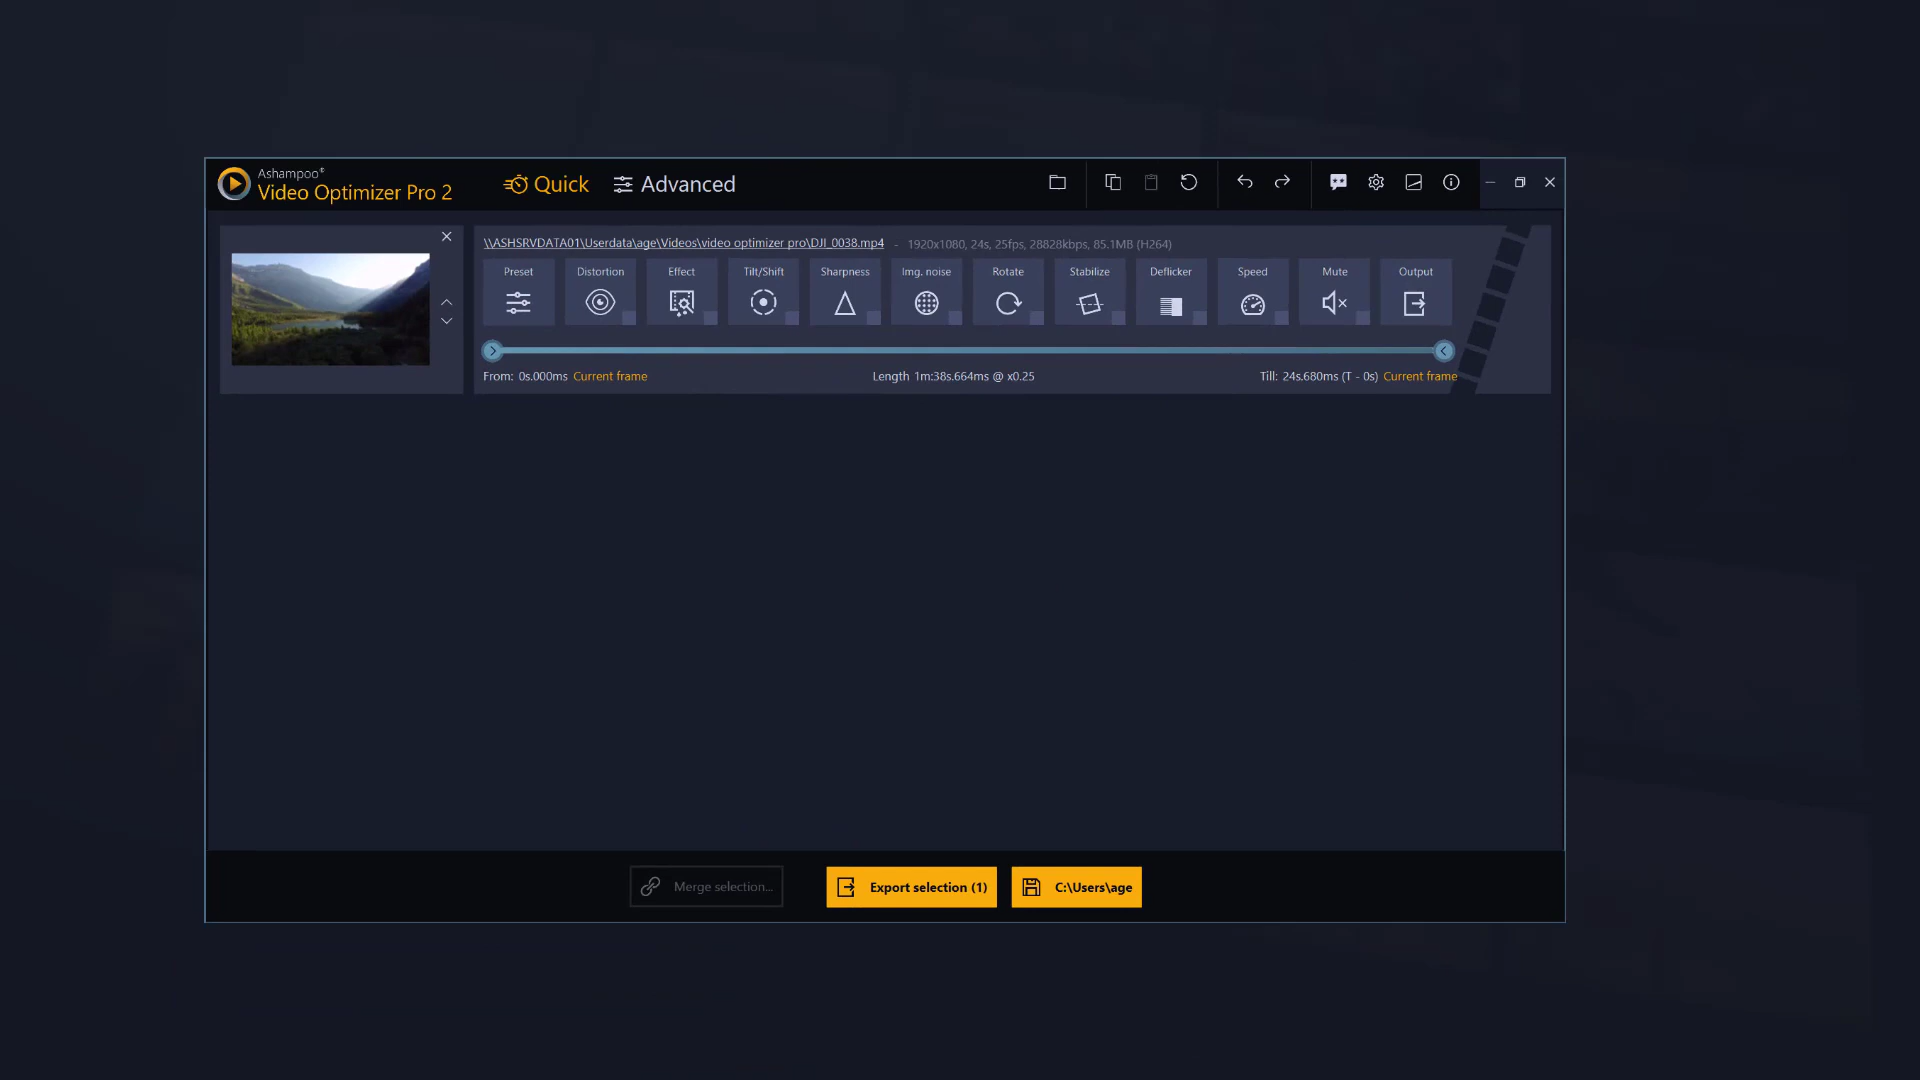 Ashampoo®
Video Optimizer Pro 2
Quick
Advanced
\\ASHSRVDATA01\Userdata\age\Videos\video optimizer pro\DJI_0038.mp4 - 1920x1080, 24s, 25fps, 28828kbps, 85.1MB (H264)
Preset Distortion Effect Tilt/Shift Sharpness Img. noise Rotate Stabilize Deflicker Speed Mute Output
From: 0s.000ms Current frame Length 1m:38s.664ms @ x0.25 Till: 24s.680ms (T - 0s) Current frame
Merge selection... Export selection (1) C:\Users\age